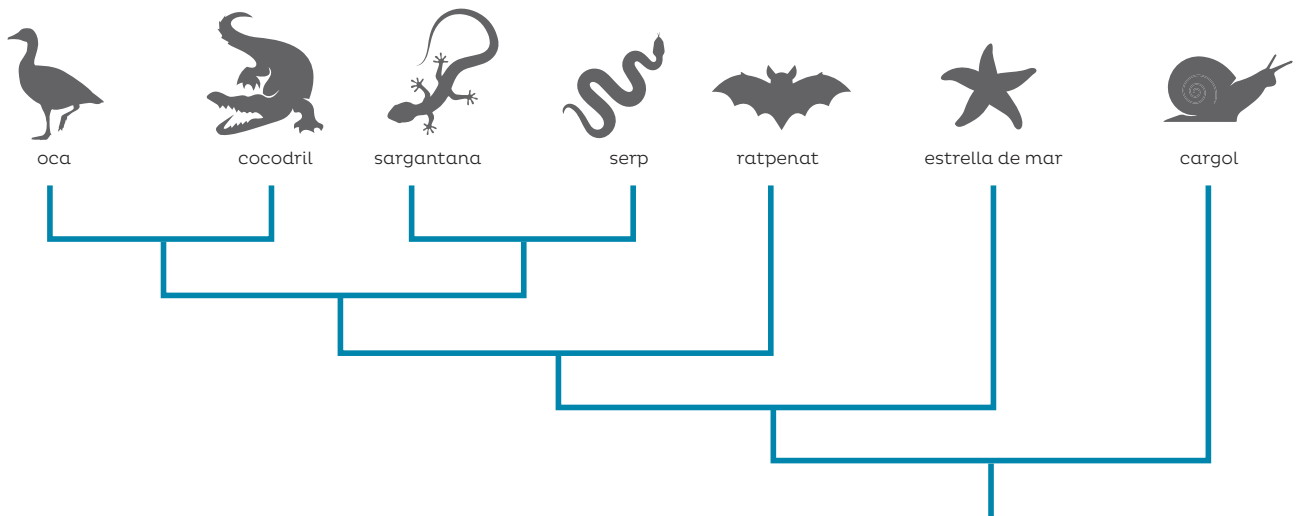 oca
cocodril
sargantana
serp
ratpenat
estrella de mar
cargol